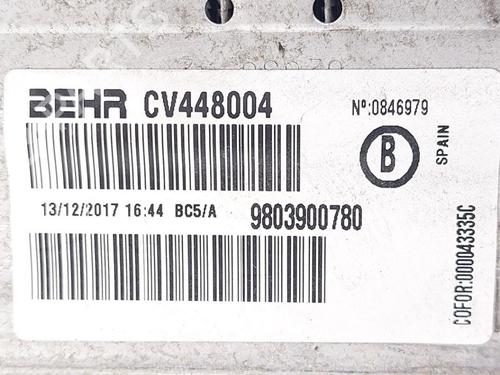 BEHR CV448004 Nº:0846979
B
SPAIN
13/12/2017 16:44 BC5/A 9803900780
COFOR:000043335C